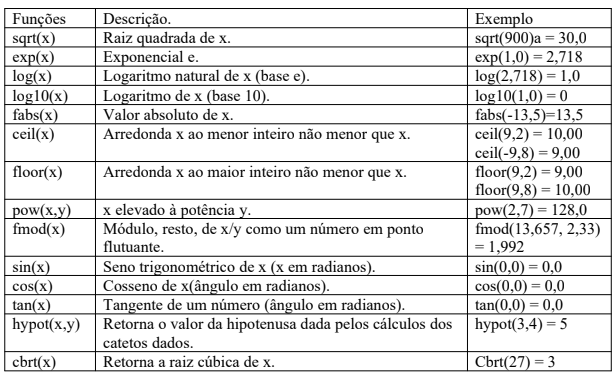 Funções Descrição. Exemplo
sqrt(x) Raiz quadrada de x. sqrt(900)a = 30,0
exp(x) Exponencial e. exp(1,0) = 2,718
log(x) Logaritmo natural de x (base e). log(2,718) = 1,0
log10(x) Logaritmo de x (base 10). log10(1,0) = 0
fabs(x) Valor absoluto de x. fabs(-13,5)=13,5
ceil(x) Arredonda x ao menor inteiro não menor que x. ceil(9,2) = 10,00
ceil(-9,8) = 9,00
floor(x) Arredonda x ao maior inteiro não menor que x. floor(9,2) = 9,00
floor(9,8) = 10,00
pow(x,y) x elevado à potência y. pow(2,7) = 128,0
fmod(x) Módulo, resto, de x/y como um número em ponto fmod(13,657, 2,33)
flutuante. = 1,992
sin(x) Seno trigonométrico de x (x em radianos). sin(0,0) = 0,0
cos(x) Cosseno de x(ângulo em radianos). cos(0,0) = 0,0
tan(x) Tangente de um número (ângulo em radianos). tan(0,0) = 0,0
hypot(x,y) Retorna o valor da hipotenusa dada pelos cálculos dos hypot(3,4) = 5
catetos dados.
cbrt(x) Retorna a raiz cúbica de x. Cbrt(27) = 3